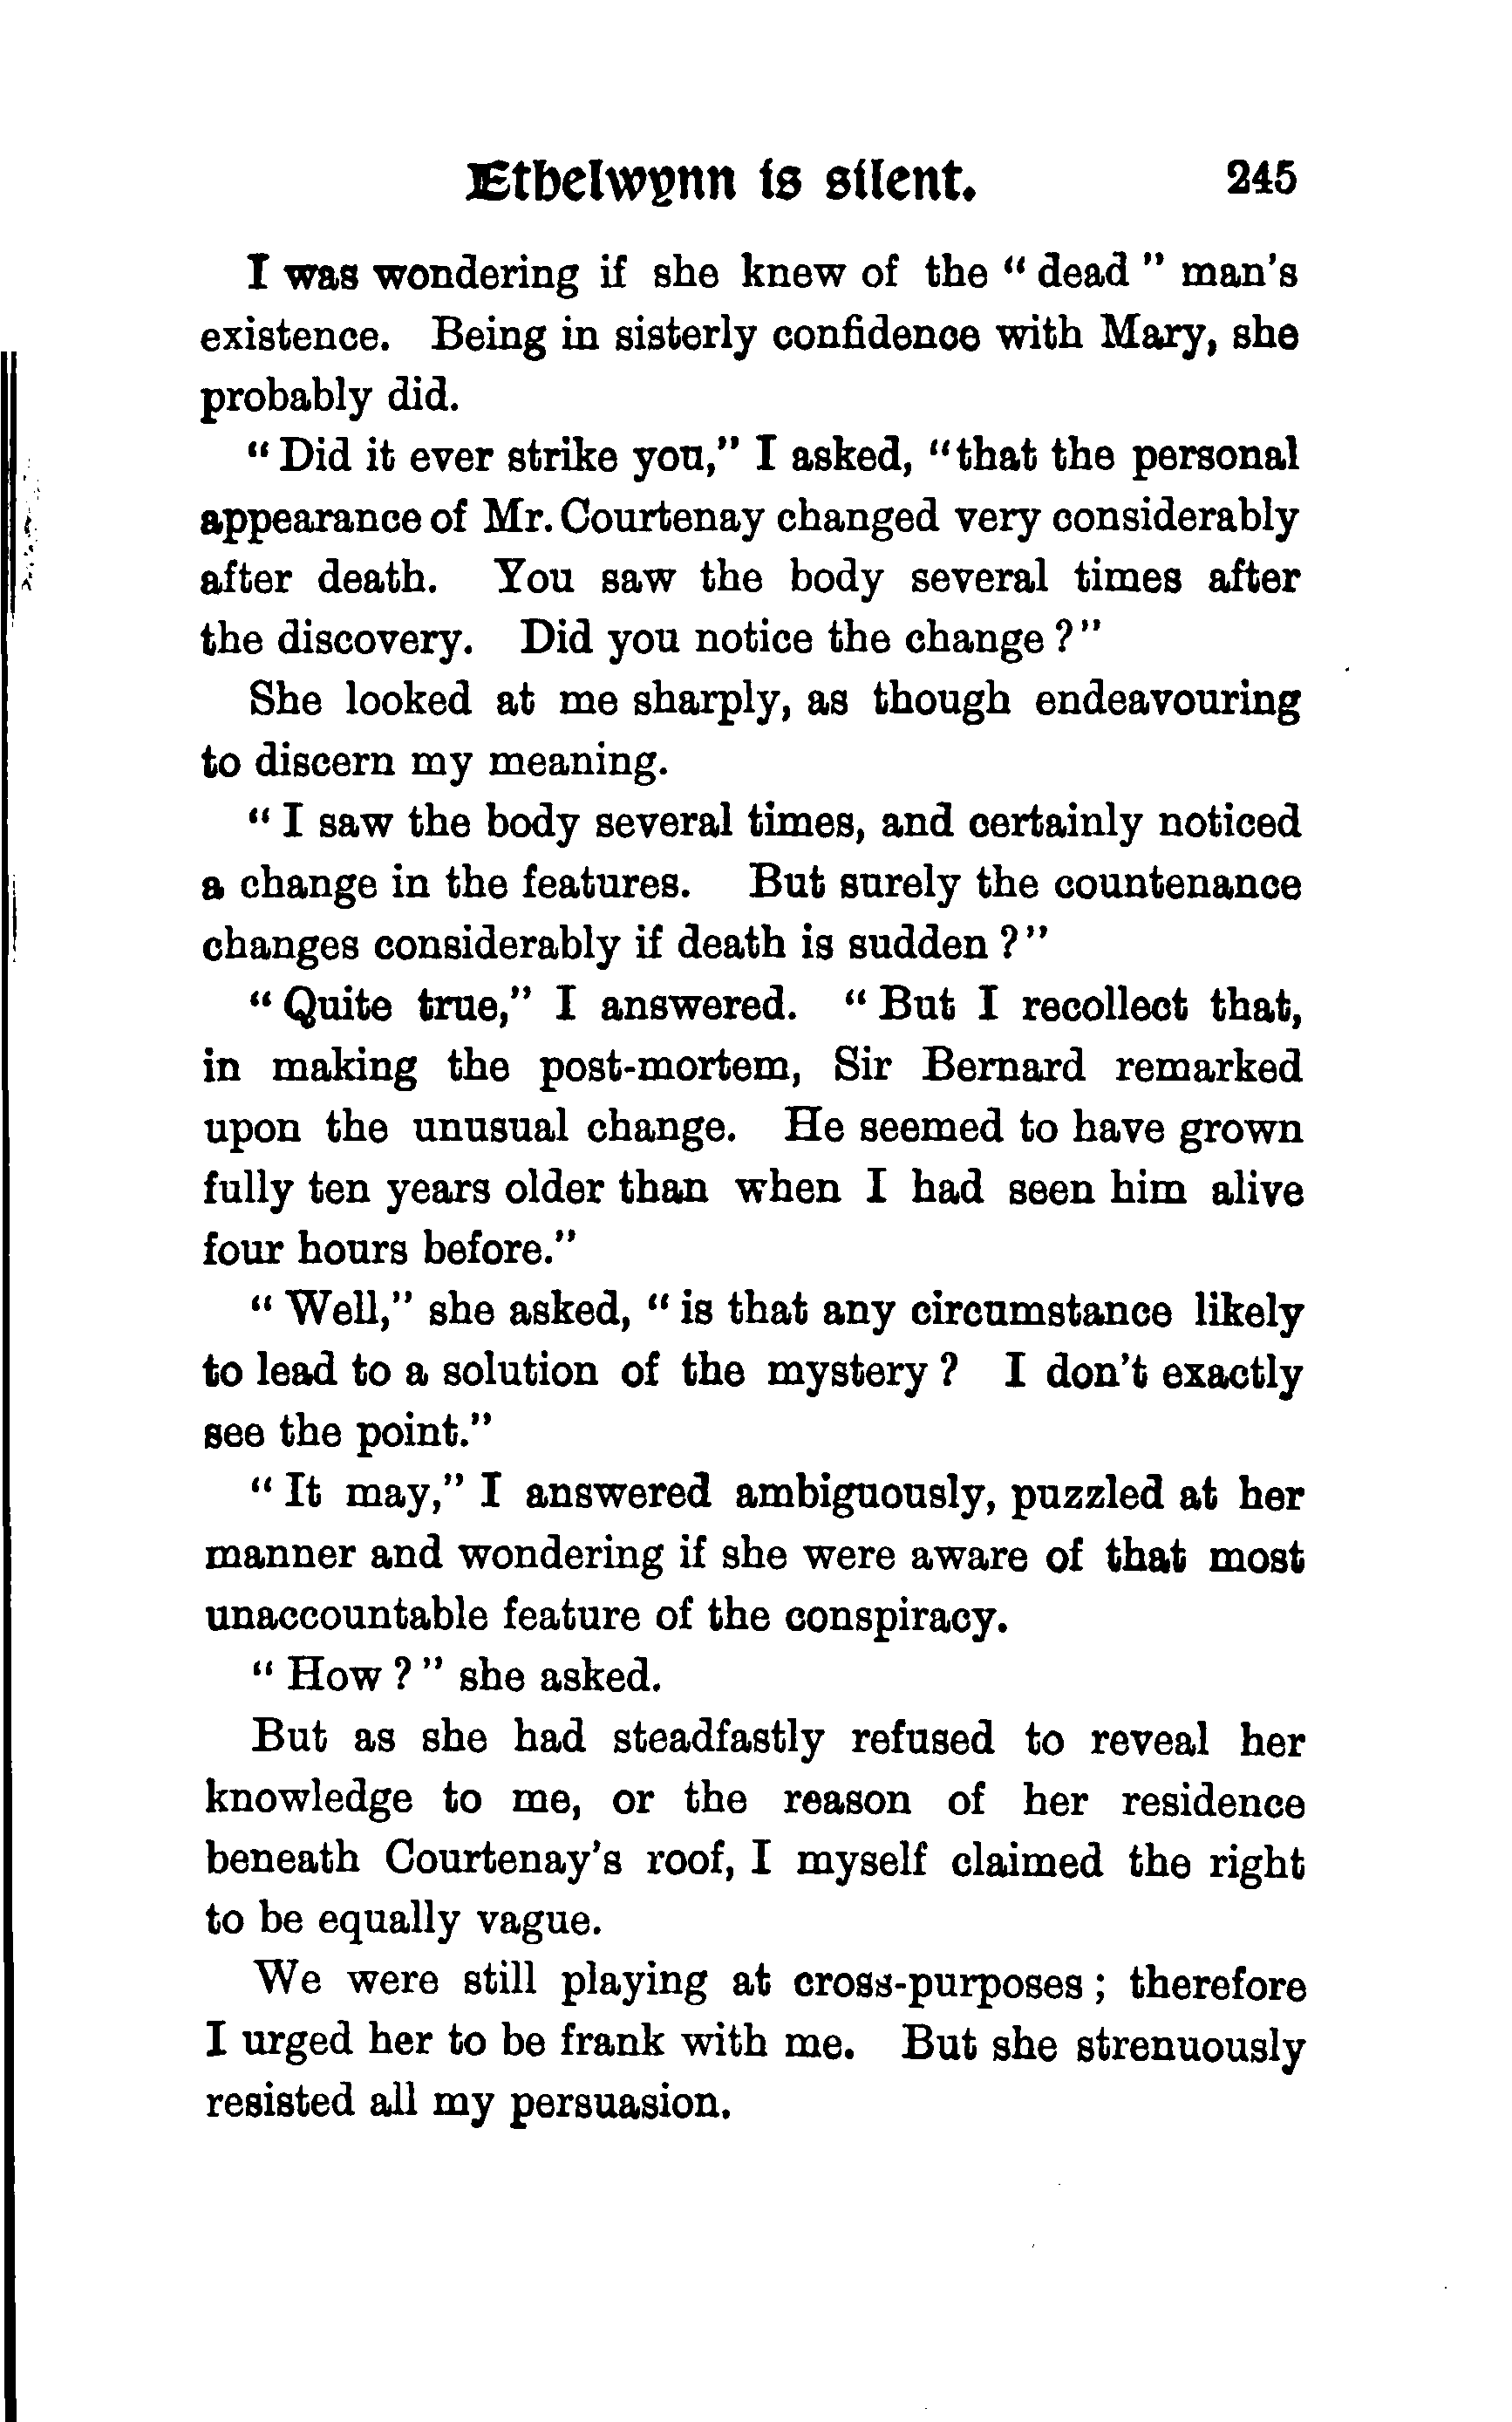 Ethelwynn is silent. 245
I was wondering if she knew of the “ dead ” man's
existence. Being in sisterly confidence with Mary, she
probably did.
“ Did it ever strike you,” I asked, “that the personal
appearance of Mr. Courtenay changed very considerably
after death. You saw the body several times after
the discovery. Did you notice the change ?”
She looked at me sharply, as though endeavouring
to discern my meaning.
“ I saw the body several times, and certainly noticed
a change in the features. But surely the countenance
changes considerably if death is sudden ?”
“ Quite true,” I answered. “ But I recollect that,
in making the post-mortem, Sir Bernard remarked
upon the unusual change. He seemed to have grown
fully ten years older than when I had seen him alive
four hours before.”
“ Well,” she asked, “ is that any circumstance likely
to lead to a solution of the mystery ? I don't exactly
see the point.”
“ It may,” I answered ambiguously, puzzled at her
manner and wondering if she were aware of that most
unaccountable feature of the conspiracy.
“ How ? ” she asked.
But as she had steadfastly refused to reveal her
knowledge to me, or the reason of her residence
beneath Courtenay's roof, I myself claimed the right
to be equally vague.
We were still playing at cross-purposes ; therefore
I urged her to be frank with me. But she strenuously
resisted all my persuasion.